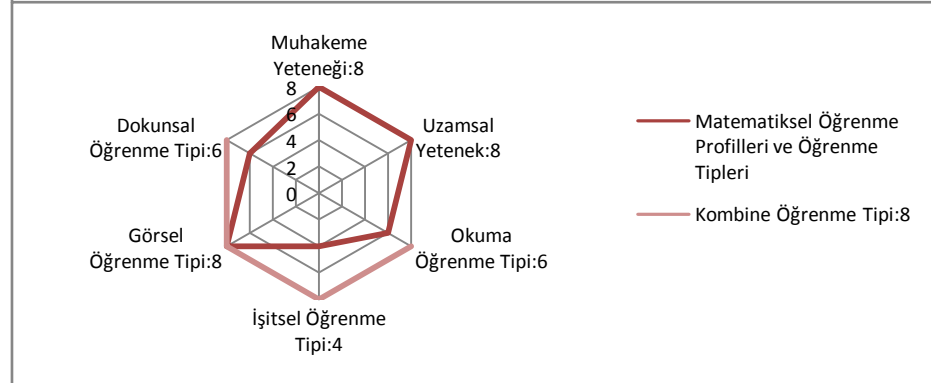 Muhakeme
Yeteneği:8
8
6
4
2
0
Dokunsal
Öğrenme Tipi:6
Uzamsal
Yetenek:8
Görsel
Öğrenme Tipi:8
Okuma
Öğrenme Tipi:6
İşitsel Öğrenme
Tipi:4
Matematiksel Öğrenme
Profilleri ve Öğrenme
Tipleri
Kombine Öğrenme Tipi:8